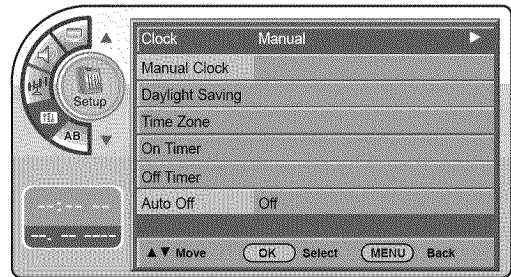 Setup
AB
--:-- --
--. -- ----
Clock Manual
Manual Clock
Daylight Saving
Time Zone
On Timer
Off Timer
Auto Off Off
▲▼ Move OK Select MENU Back